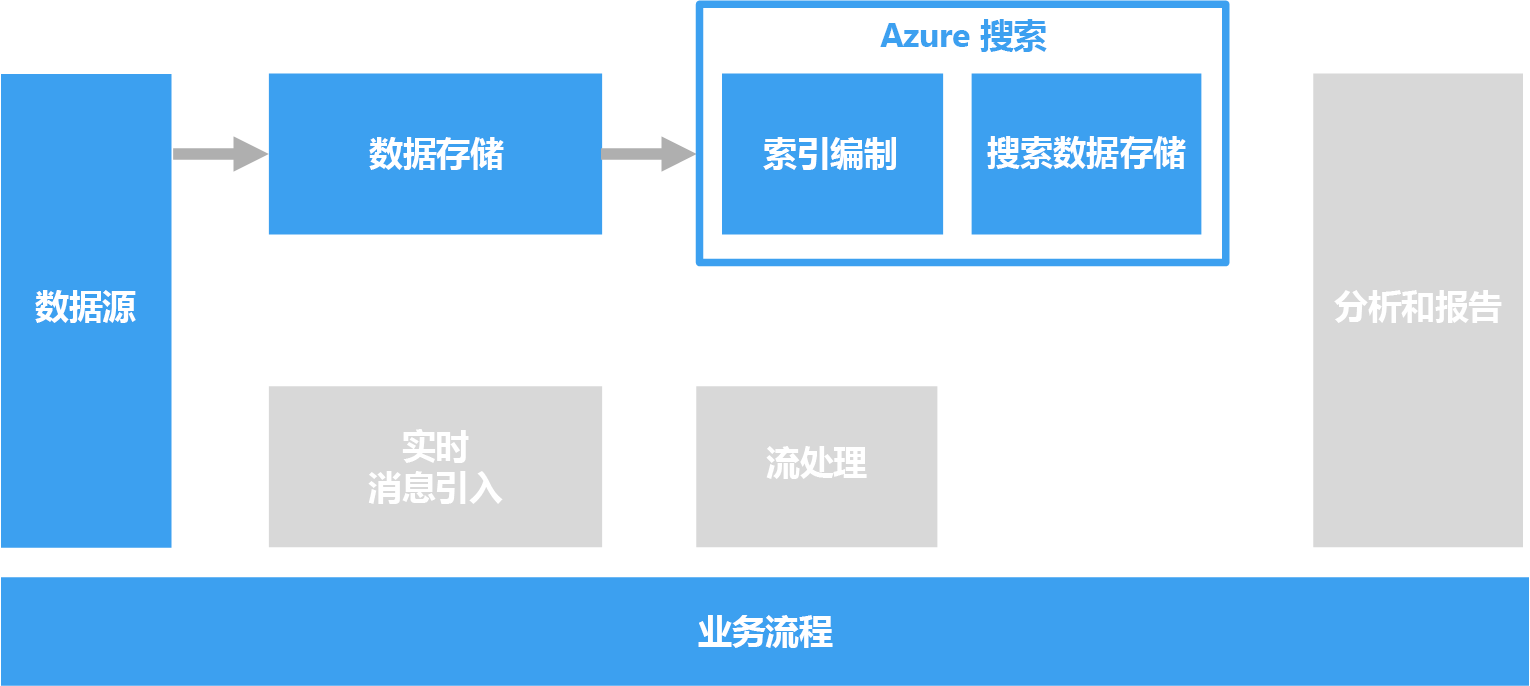 Azure 搜索
数据源
数据存储
索引编制
搜索数据存储
分析和报告
实时
消息引入
流处理
业务流程